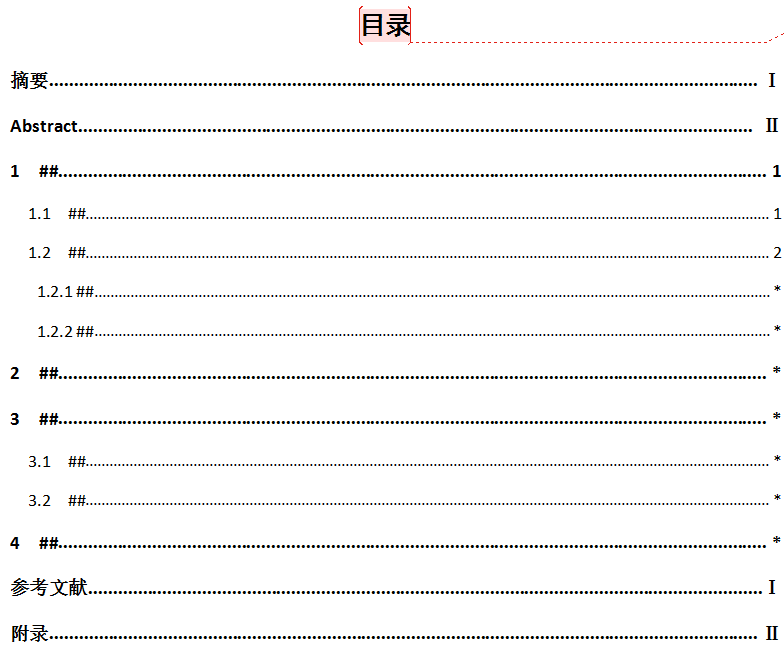 目录
摘要........................................ Ⅰ
Abstract........................................ Ⅱ
1 ##........................................ 1
1.1 ##........................................ 1
1.2 ##........................................ 2
1.2.1 ##........................................ *
1.2.2 ##........................................ *
2 ##........................................ *
3 ##........................................ *
3.1 ##........................................ *
3.2 ##........................................ *
4 ##........................................ *
参考文献........................................ Ⅰ
附录........................................ Ⅱ